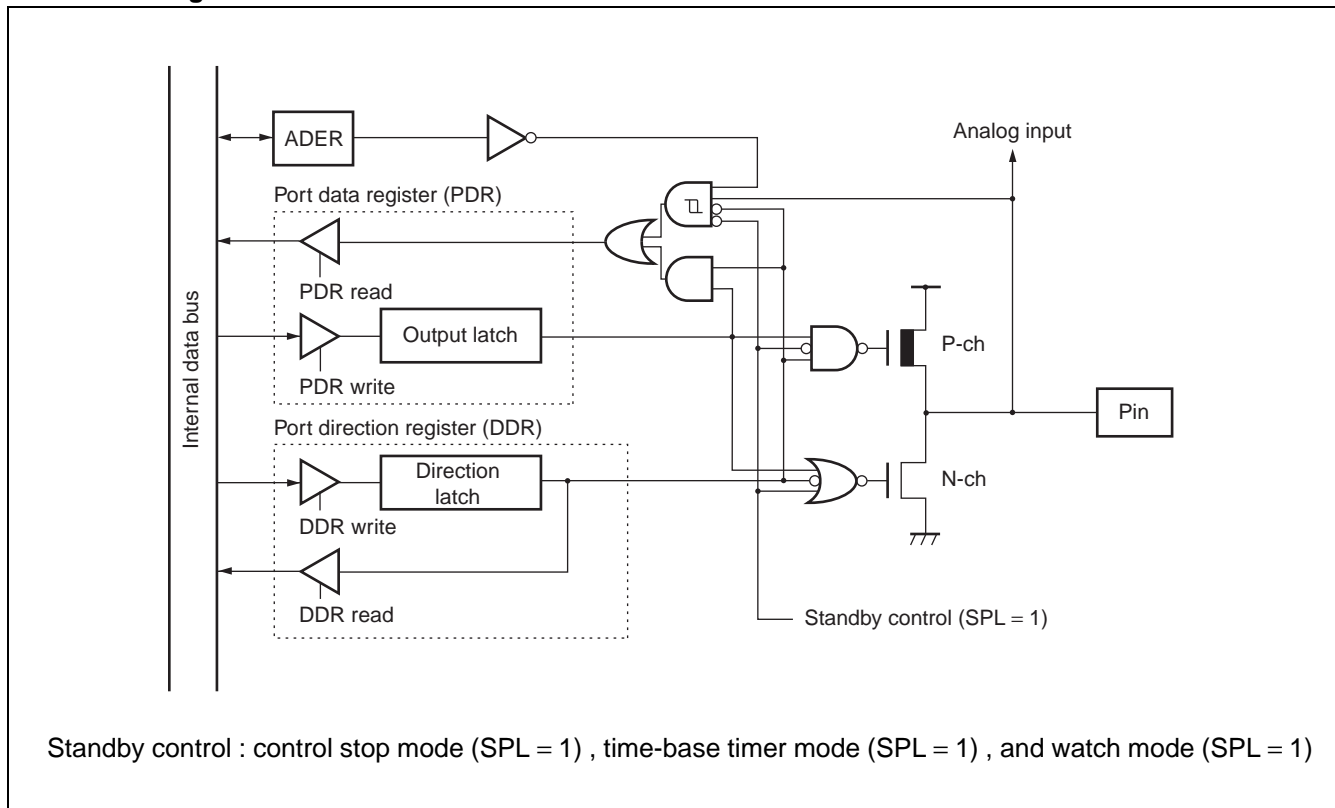 ADER
Analog input
Port data register (PDR)
PDR read
Output latch
PDR write
P-ch
Pin
Internal data bus
Port direction register (DDR)
Direction
latch
N-ch
DDR write
DDR read
Standby control (SPL = 1)
Standby control : control stop mode (SPL = 1) , time-base timer mode (SPL = 1) , and watch mode (SPL = 1)